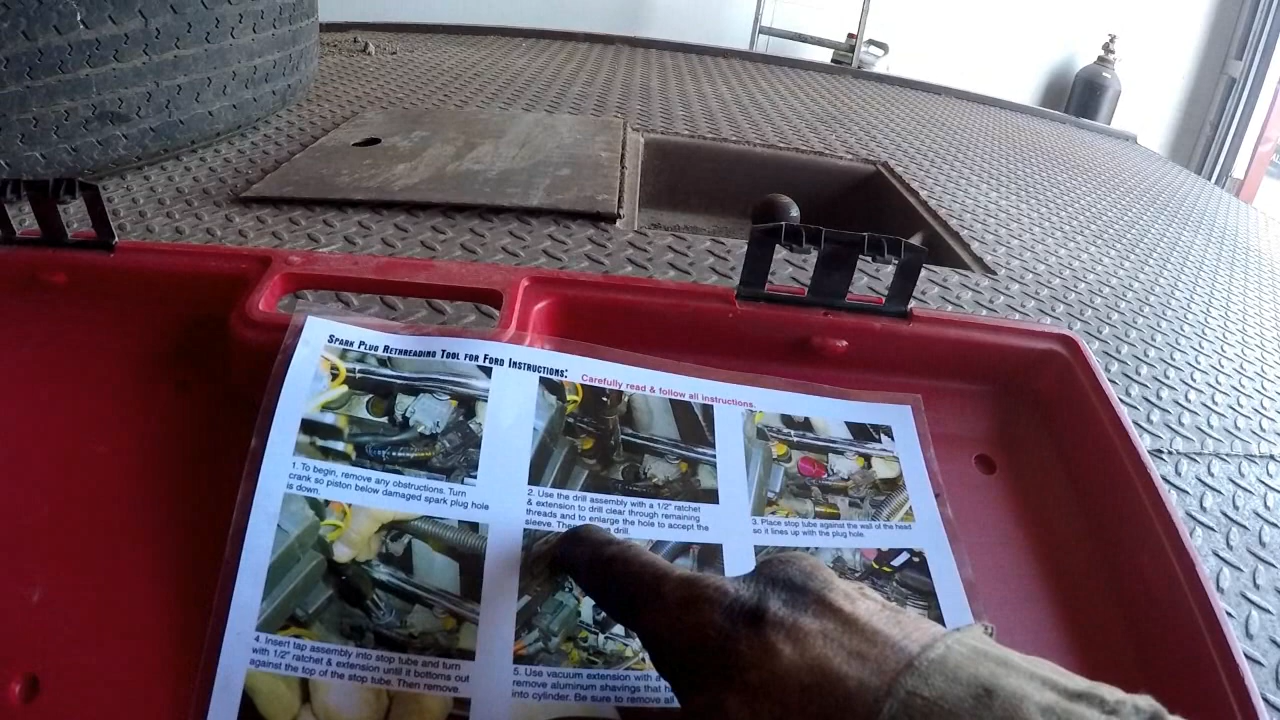 SPARK PLUG RETHREADING TOOL FOR FORD INSTRUCTIONS:
Carefully read & follow all instructions.
1. To begin, remove any obstructions. Turn
crank so piston below damaged spark plug hole
is down.
2. Use the drill assembly with a 1/2" ratchet
& extension to drill clear through remaining
threads and to enlarge the hole to accept the
sleeve. drill.
3. Place stop tube against the wall of the head
so it lines up with the plug hole.
4. Insert tap assembly into stop tube and turn
with 1/2" ratchet & extension until it bottoms out
against the top of the stop tube. Then remove.
5. Use vacuum extension with
remove aluminum shavings that
into cylinder. Be sure to remove